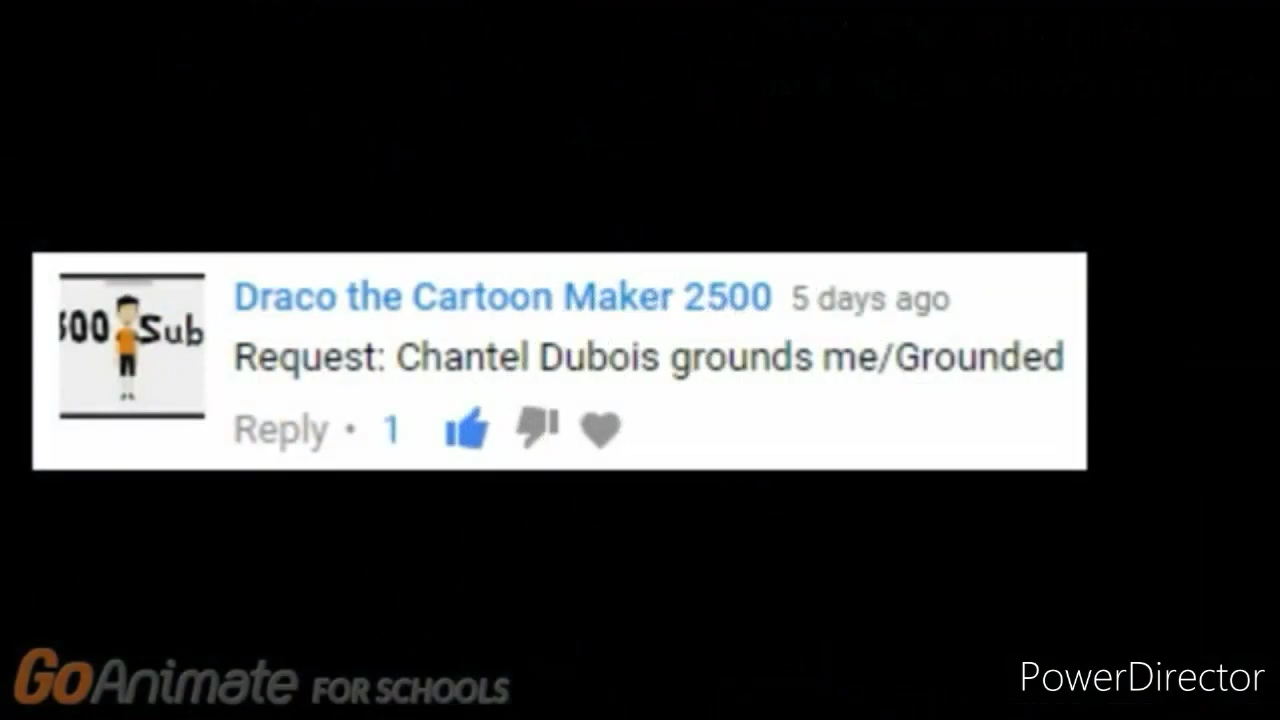 300 Sub
Draco the Cartoon Maker 2500 5 days ago
Request: Chantel Dubois grounds me/Grounded
Reply • 1
GoAnimate FOR SCHOOLS
PowerDirector